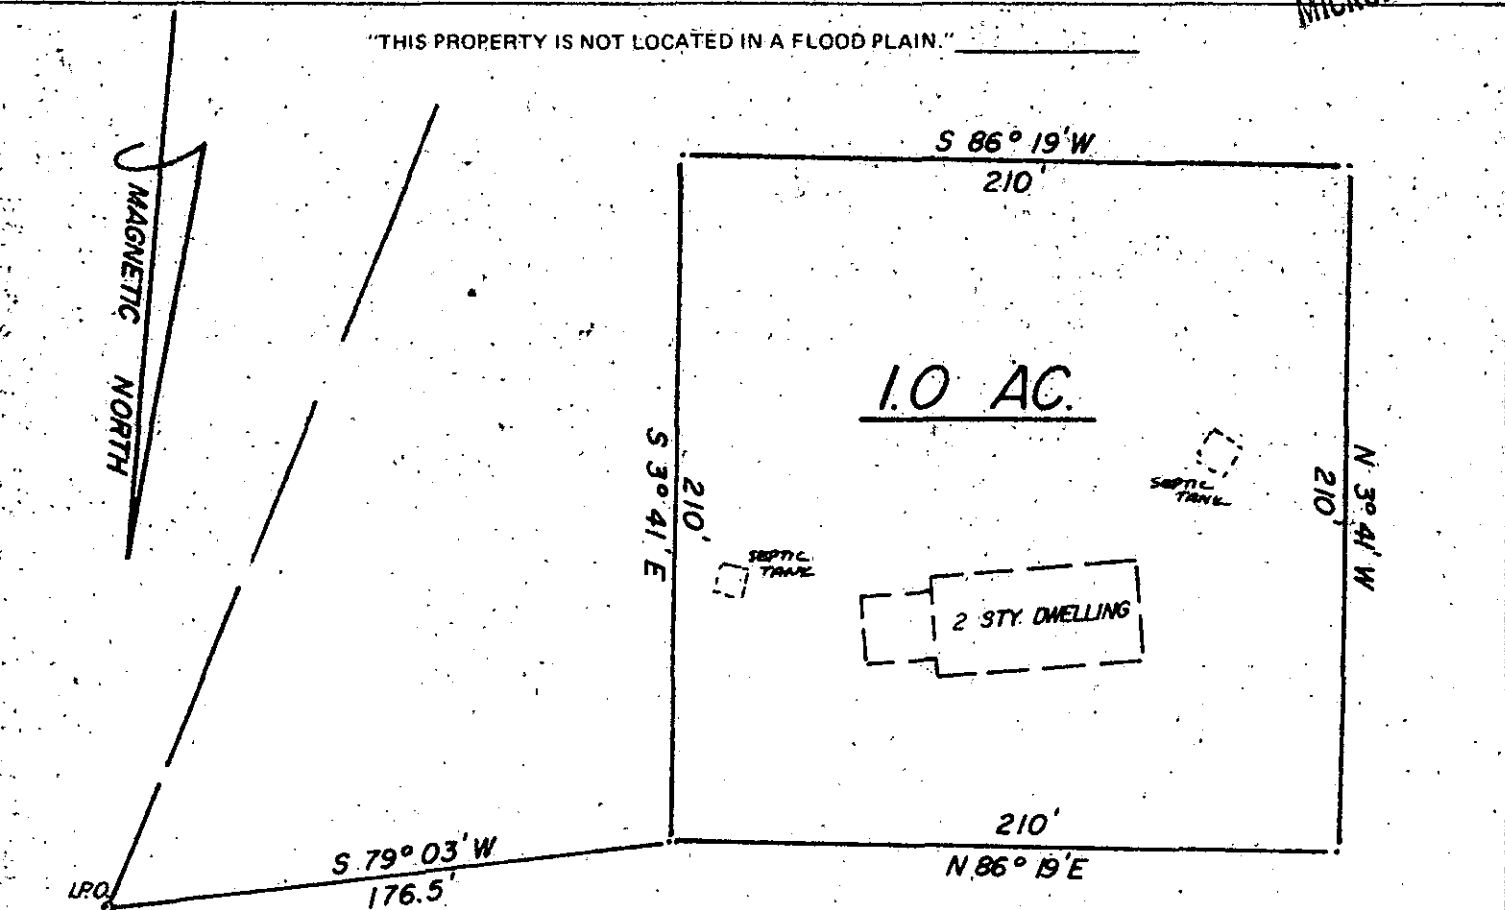 "THIS PROPERTY IS NOT LOCATED IN A FLOOD PLAIN."
S 86° 19' W
210'
MAGNETIC NORTH
1.0 AC.
S 3° 41' E
210'
N 3° 41' W
210'
SEPTIC
TANK
SEPTIC
TANK
2 STY. DWELLING
210'
N 86° 19' E
S 79° 03' W
176.5'
I.P.O.